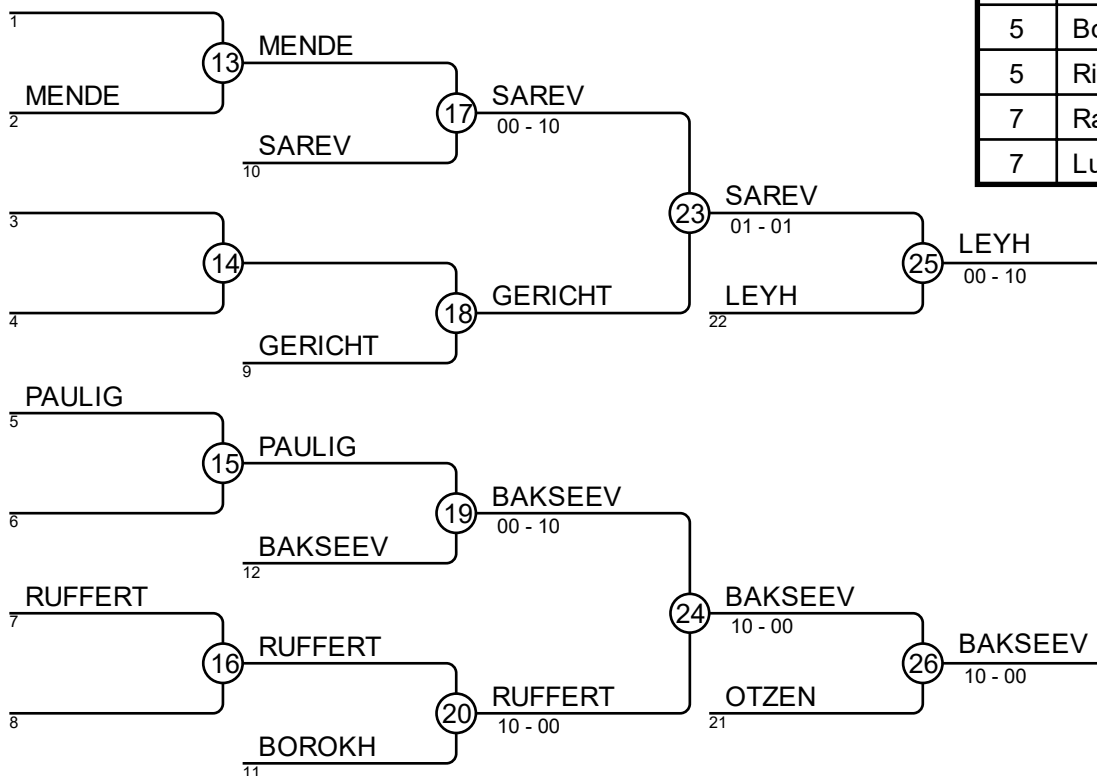 1
13
MENDE
MENDE
2
17
SAREV
00 - 10
SAREV
10
3
14
4
23
SAREV
01 - 01
18
GERICHT
GERICHT
9
25
LEYH
00 - 10
LEYH
22
PAULIG
5
15
PAULIG
6
19
BAKSEEV
00 - 10
BAKSEEV
12
RUFFERT
7
16
RUFFERT
8
24
BAKSEEV
10 - 00
20
RUFFERT
10 - 00
BOROKH
11
26
BAKSEEV
10 - 00
OTZEN
21
5
5 Ri
7 Ra
7 Lu